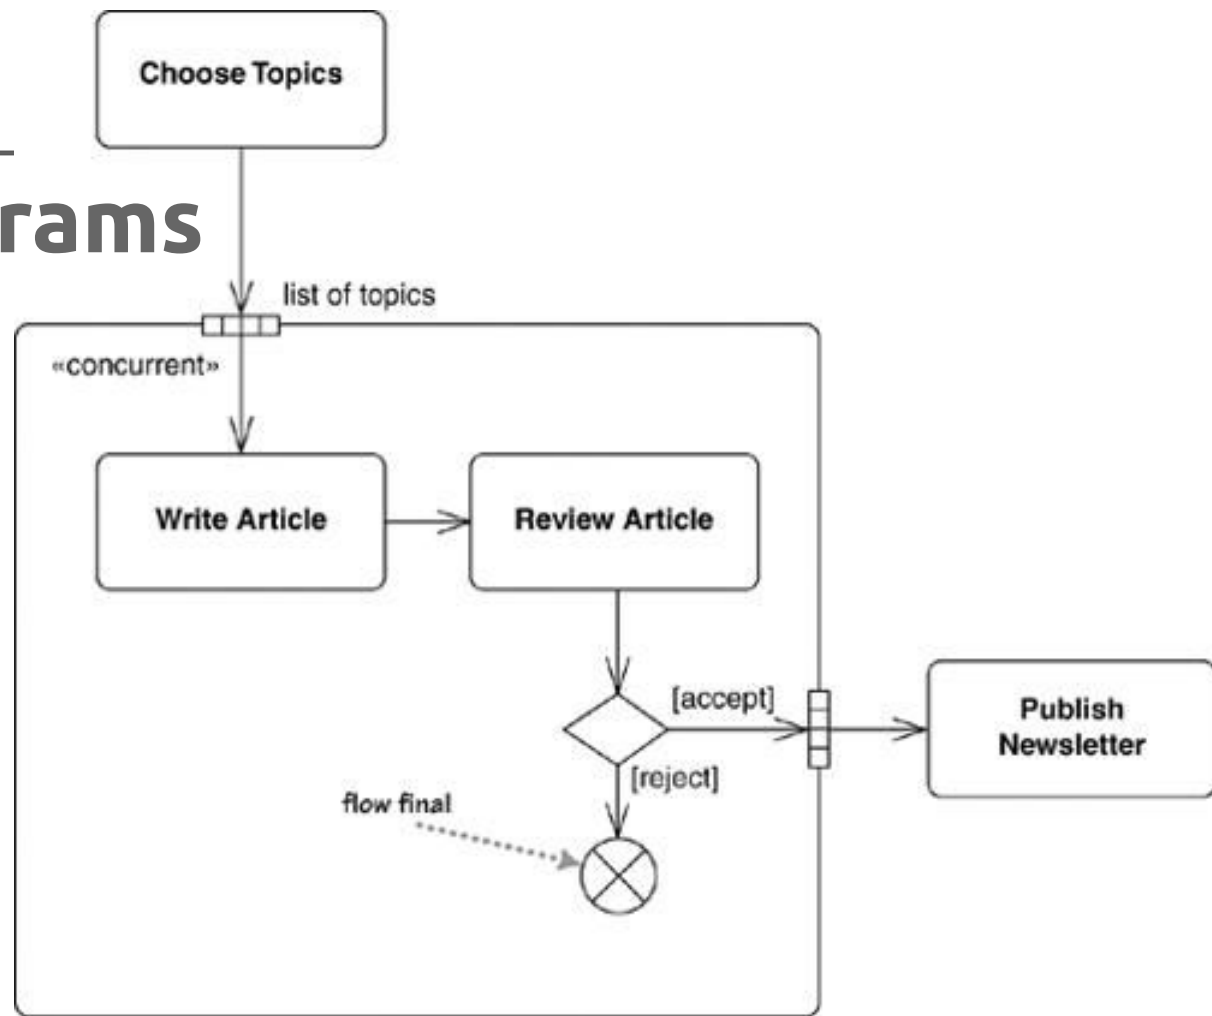 Choose Topics
rams
list of topics
«concurrent»
Write Article
Review Article
[accept]
Publish
Newsletter
[reject]
flow final